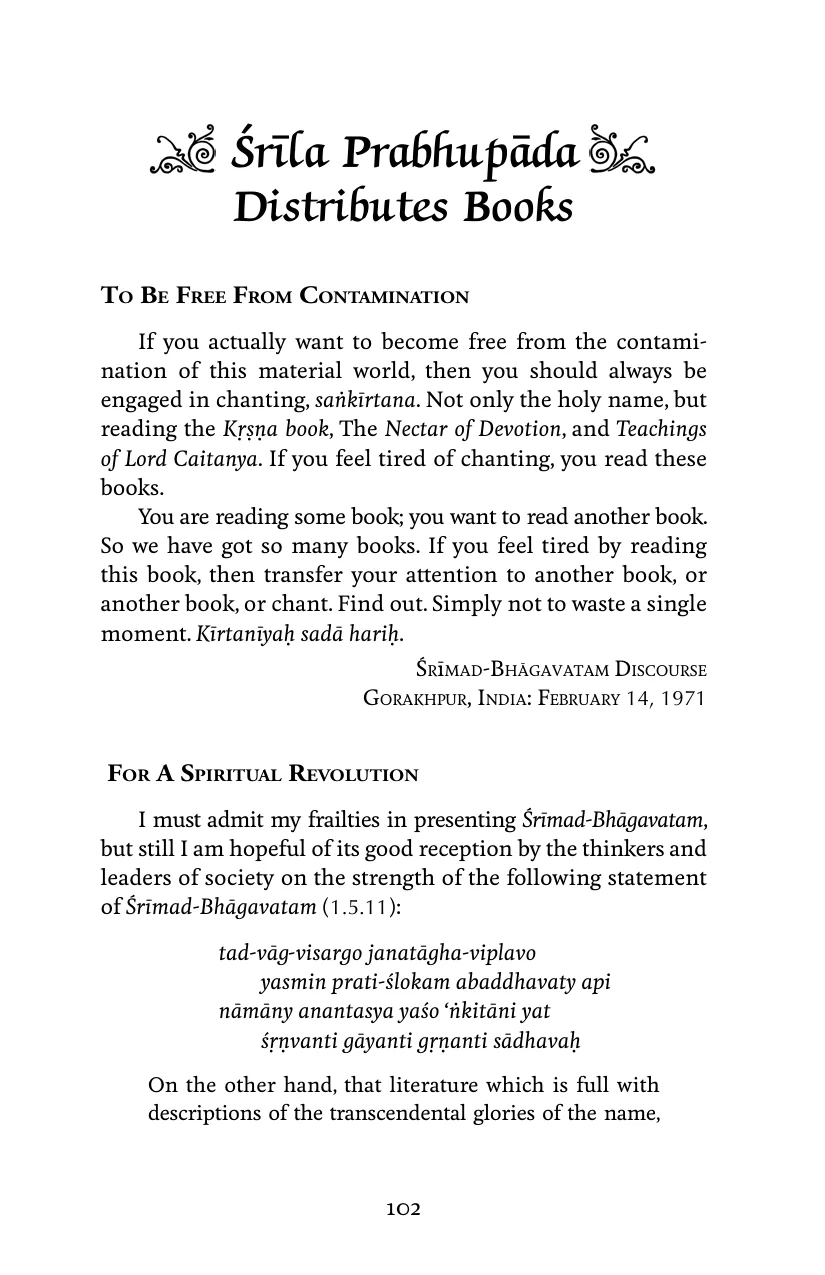 Śrīla Prabhupāda
Distributes Books
To Be Free From Contamination
If you actually want to become free from the contami-
nation of this material world, then you should always be
engaged in chanting, saṅkīrtana. Not only the holy name, but
reading the Kṛṣṇa book, The Nectar of Devotion, and Teachings
of Lord Caitanya. If you feel tired of chanting, you read these
books.
You are reading some book; you want to read another book.
So we have got so many books. If you feel tired by reading
this book, then transfer your attention to another book, or
another book, or chant. Find out. Simply not to waste a single
moment. Kīrtanīyaḥ sadā hariḥ.
Śrīmad-Bhāgavatam Discourse
Gorakhpur, India: February 14, 1971
For A Spiritual Revolution
I must admit my frailties in presenting Śrīmad-Bhāgavatam,
but still I am hopeful of its good reception by the thinkers and
leaders of society on the strength of the following statement
of Śrīmad-Bhāgavatam (1.5.11):
tad-vāg-visargo janatāgha-viplavo
yasmin prati-ślokam abaddhavaty api
nāmāny anantasya yaśo ‘ṅkitāni yat
śṛṇvanti gāyanti gṛṇanti sādhavaḥ
On the other hand, that literature which is full with
descriptions of the transcendental glories of the name,
102